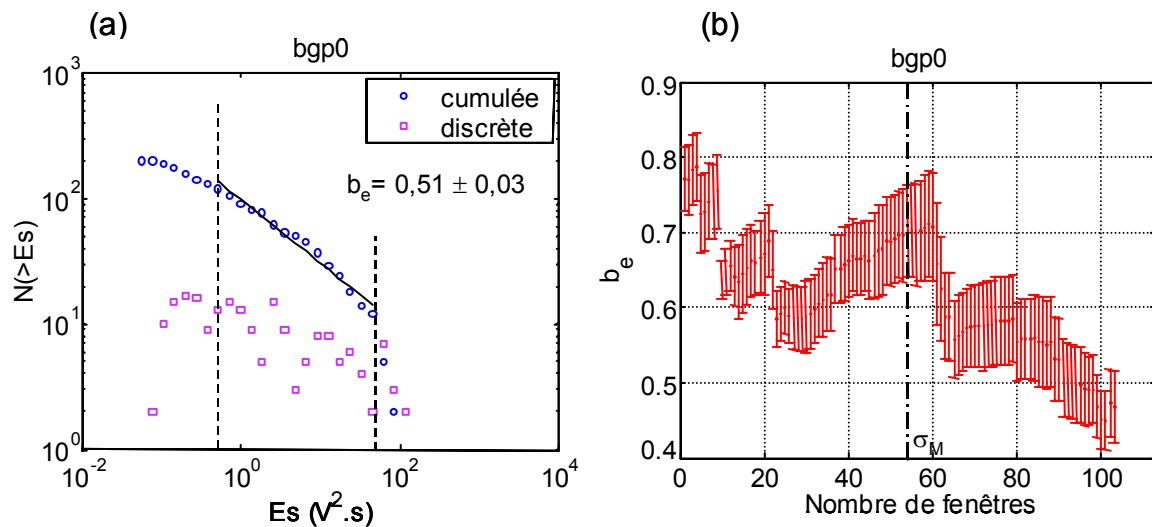 (a)
bgp0
10^3
10^2
10^1
10^0
N(>Es)
10^-2
10^0
10^2
10^4
Es (V^2.s)
cumulée
discrète
b_e= 0,51 ± 0,03
(b)
bgp0
0.9
0.8
0.7
0.6
0.5
0.4
b_e
σ_M
0
20
40
60
80
100
Nombre de fenêtres